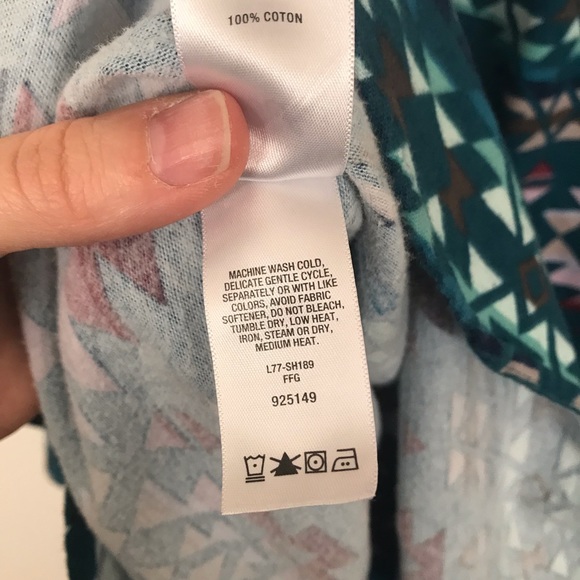 100% COTON
MACHINE WASH COLD,
DELICATE GENTLE CYCLE,
SEPARATELY OR WITH LIKE
COLORS, AVOID FABRIC
SOFTENER, DO NOT BLEACH,
TUMBLE DRY, LOW HEAT,
IRON, STEAM OR DRY,
MEDIUM HEAT.
L77-SH189
FFG
925149